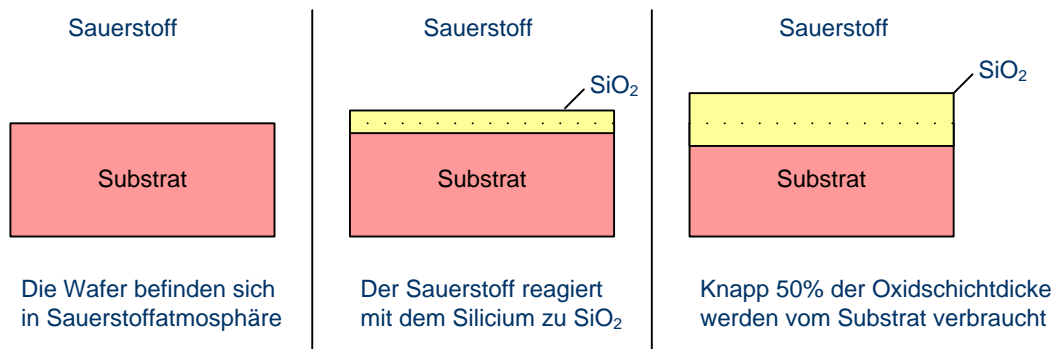 Sauerstoff
Substrat
Die Wafer befinden sich
in Sauerstoffatmosphäre
Sauerstoff
SiO₂
Substrat
Der Sauerstoff reagiert
mit dem Silicium zu SiO₂
Sauerstoff
SiO₂
Substrat
Knapp 50% der Oxidschichtdicke
werden vom Substrat verbraucht